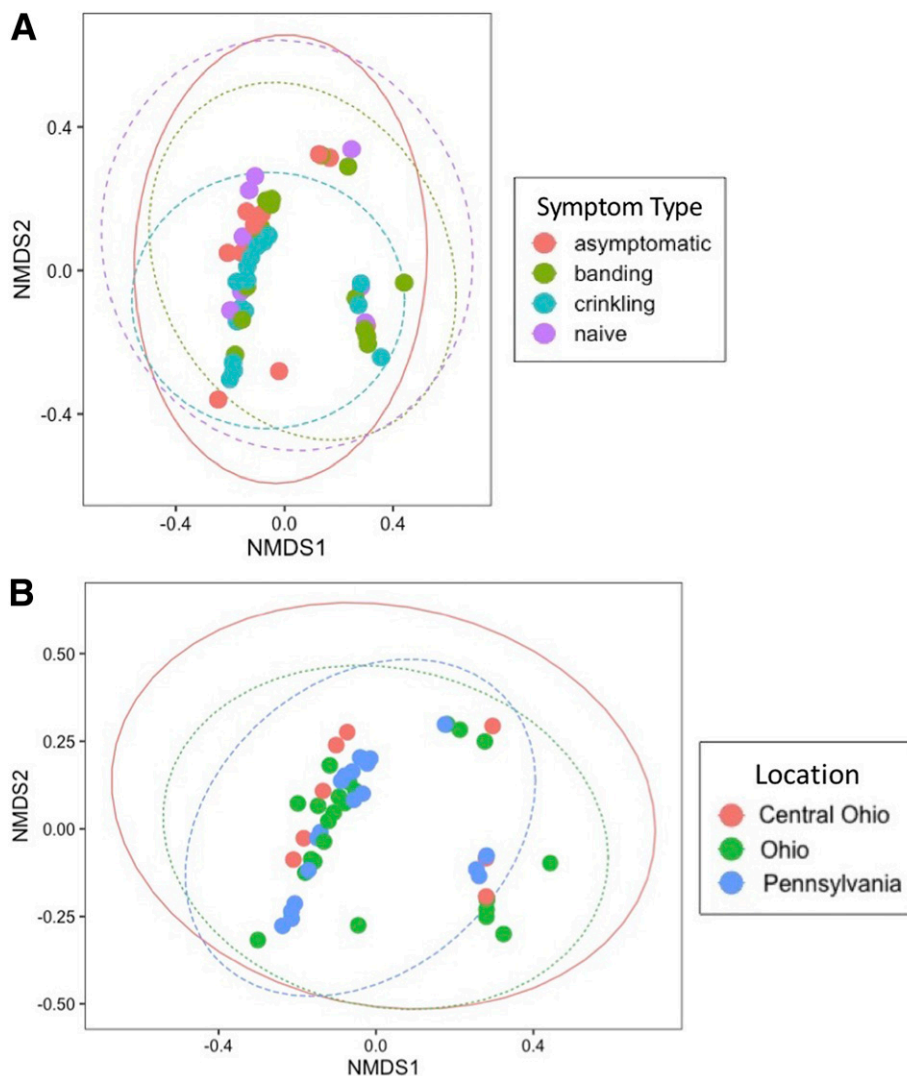 A
0.4
0.0
-0.4
NMDS2
-0.4 0.0 0.4
NMDS1
Symptom Type
asymptomatic
banding
crinkling
naive
B
0.50
0.25
0.00
-0.25
-0.50
NMDS2
-0.4 0.0 0.4
NMDS1
Location
Central Ohio
Ohio
Pennsylvania